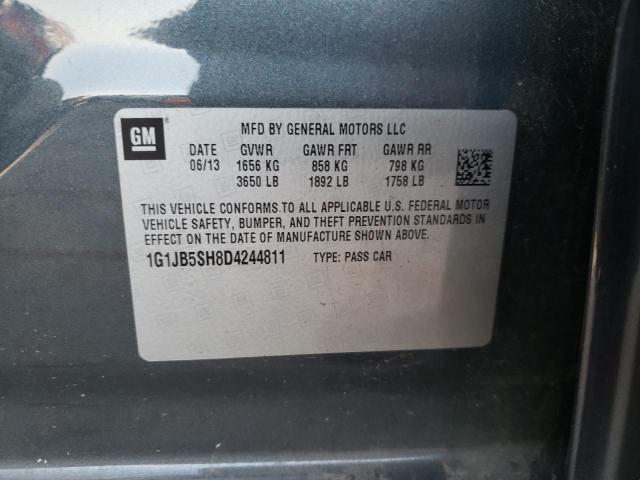 GM ®
MFD BY GENERAL MOTORS LLC
DATE GVWR GAWR FRT GAWR RR
06/13 1656 KG 858 KG 798 KG
3650 LB 1892 LB 1758 LB
THIS VEHICLE CONFORMS TO ALL APPLICABLE U.S. FEDERAL MOTOR
VEHICLE SAFETY, BUMPER, AND THEFT PREVENTION STANDARDS IN
EFFECT ON THE DATE OF MANUFACTURE SHOWN ABOVE.
1G1JB5SH8D4244811 TYPE: PASS CAR